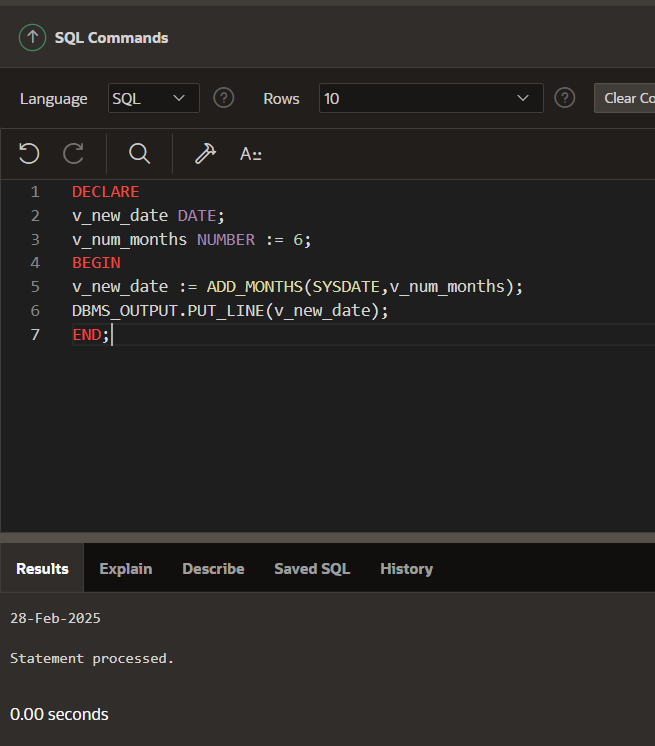 SQL Commands
Language SQL ? Rows 10 ? Clear Co
A::
1 DECLARE
2 v_new_date DATE;
3 v_num_months NUMBER := 6;
4 BEGIN
5 v_new_date := ADD_MONTHS(SYSDATE,v_num_months);
6 DBMS_OUTPUT.PUT_LINE(v_new_date);
7 END;
Results Explain Describe Saved SQL History
28-Feb-2025
Statement processed.
0.00 seconds